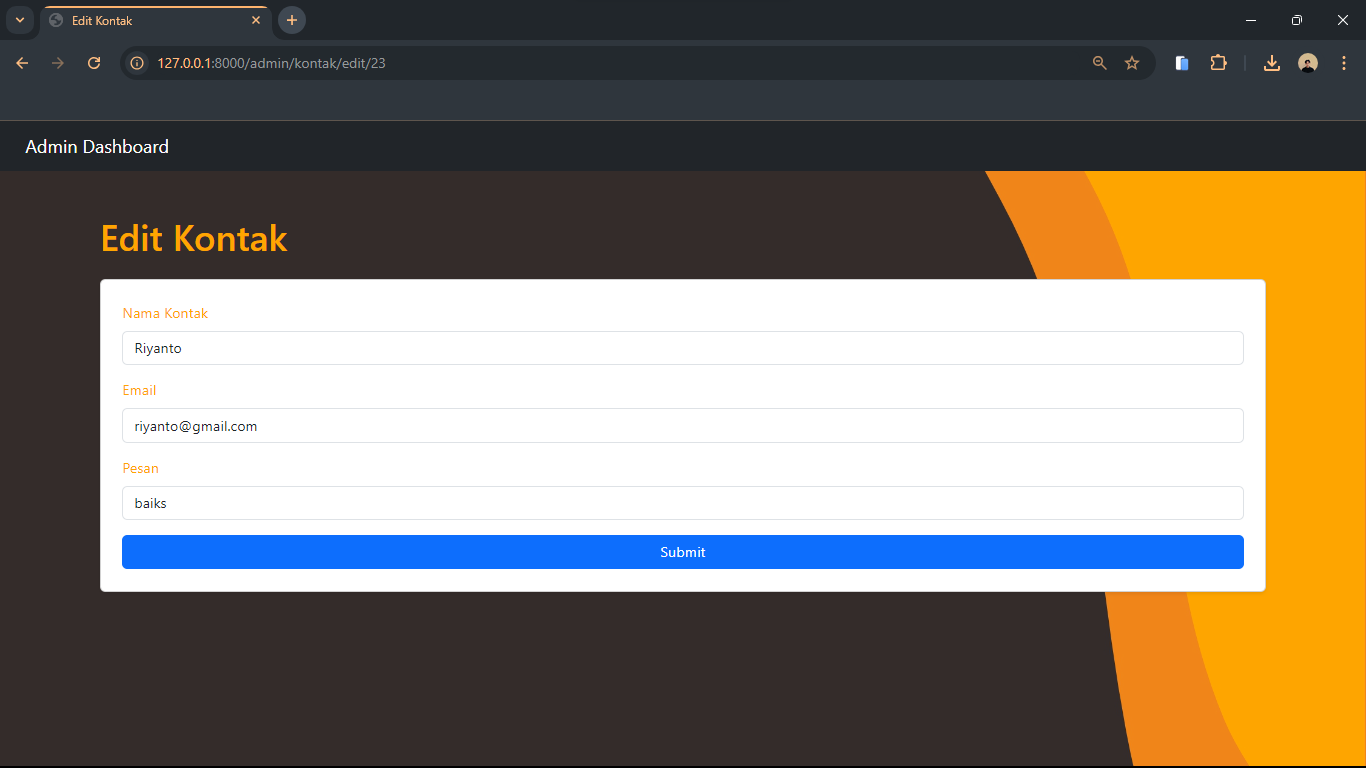 Edit Kontak
127.0.0.1:8000/admin/kontak/edit/23
Admin Dashboard
Edit Kontak
Nama Kontak
Riyanto
Email
riyanto@gmail.com
Pesan
baiks
Submit